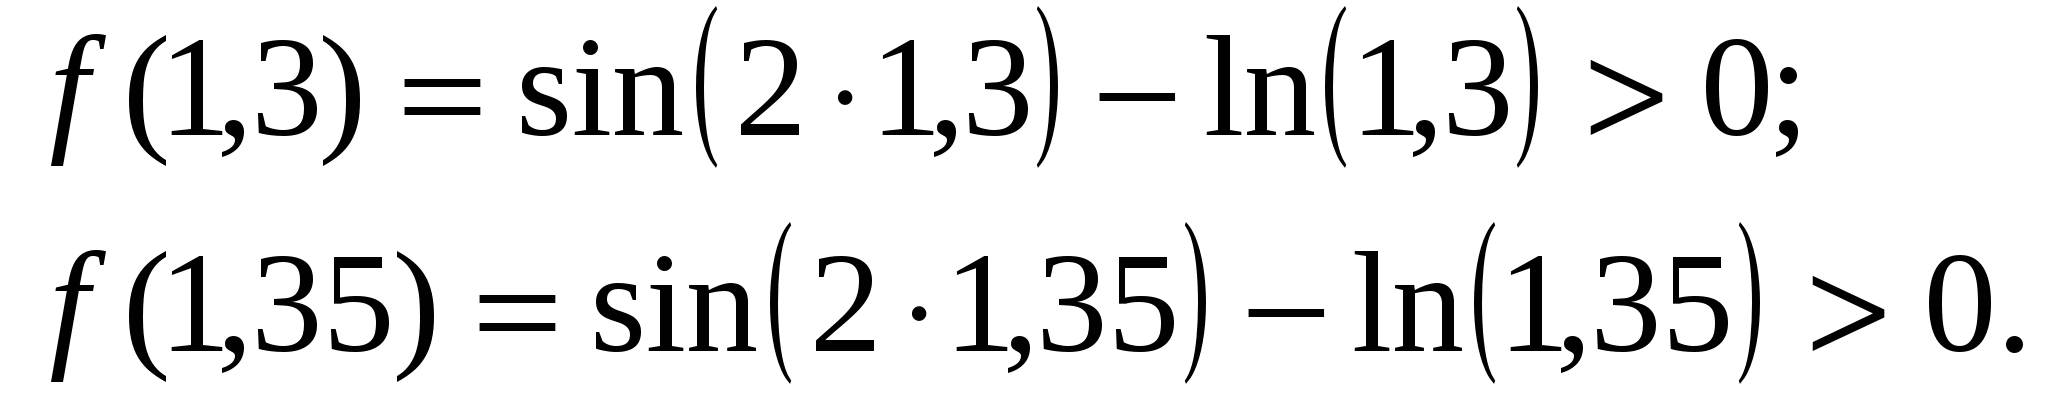 f(1,3) = sin(2 · 1,3) − ln(1,3) > 0;
f(1,35) = sin(2 · 1,35) − ln(1,35) > 0.